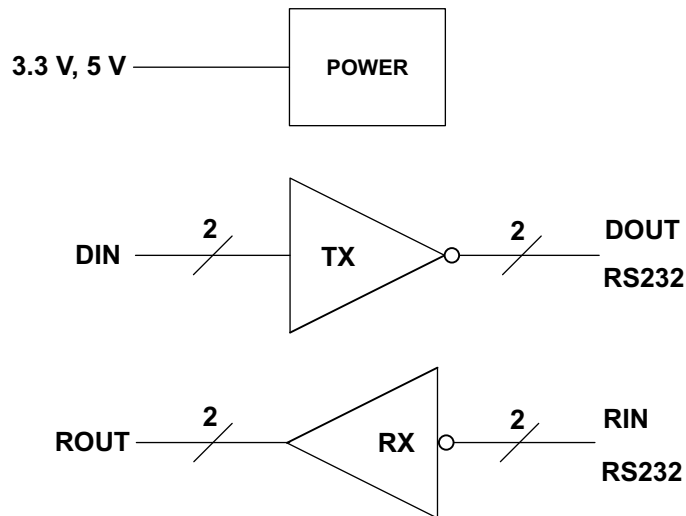 3.3 V, 5 V
POWER
DIN
2
TX
2
DOUT
RS232
ROUT
2
RX
2
RIN
RS232